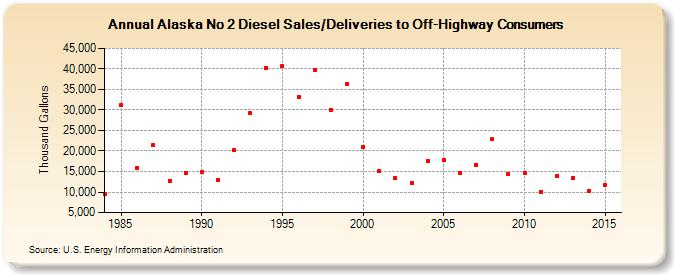 Annual Alaska No 2 Diesel Sales/Deliveries to Off-Highway Consumers
Thousand Gallons
45,000
40,000
35,000
30,000
25,000
20,000
15,000
10,000
5,000
1985 1990 1995 2000 2005 2010 2015
Source: U.S. Energy Information Administration